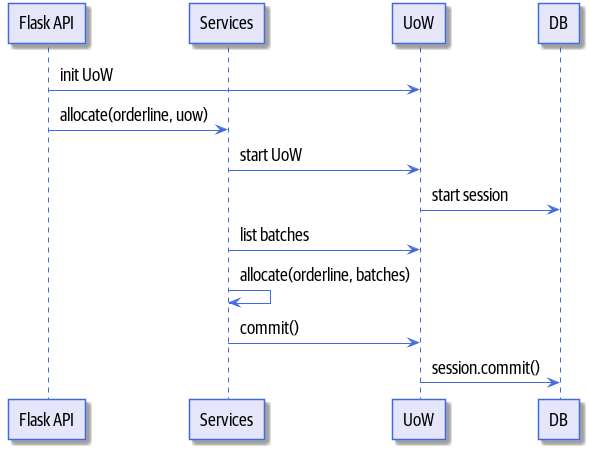 Flask API Services UoW DB
init UoW
allocate(orderline, uow)
start UoW
start session
list batches
allocate(orderline, batches)
commit()
session.commit()
Flask API Services UoW DB